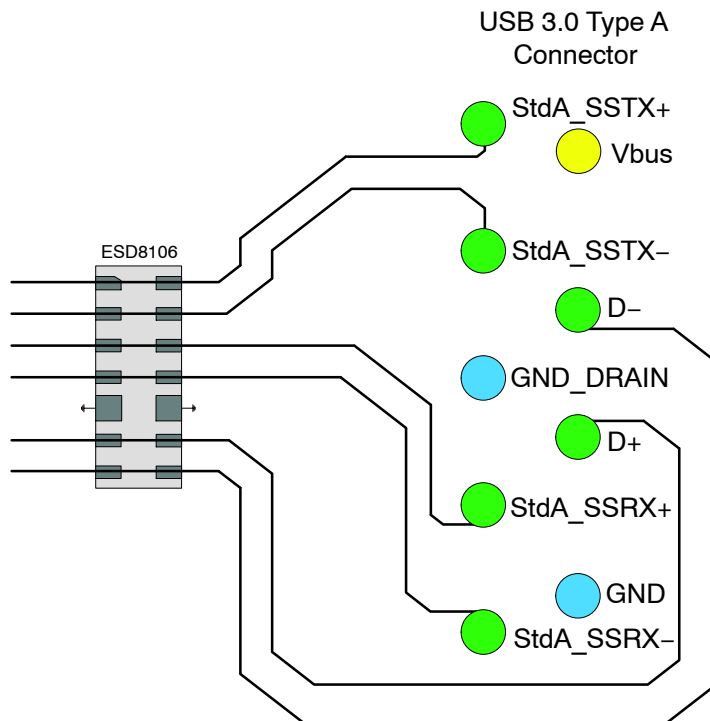 USB 3.0 Type A
Connector
StdA_SSTX+
Vbus
ESD8106
StdA_SSTX−
D−
GND_DRAIN
D+
StdA_SSRX+
GND
StdA_SSRX−